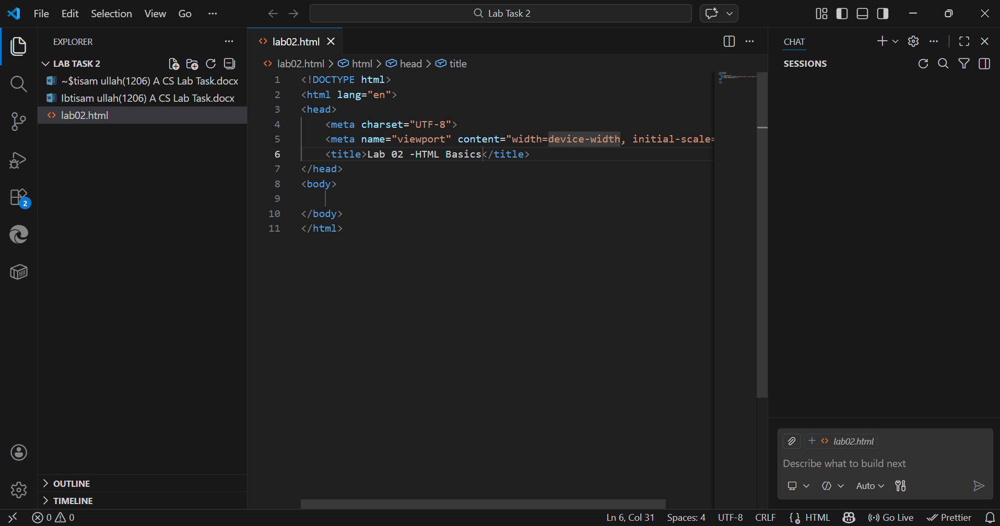 File Edit Selection View Go
Lab Task 2
EXPLORER
LAB TASK 2
~$tisam ullah(1206) A CS Lab Task.docx
Ibtisam ullah(1206) A CS Lab Task.docx
lab02.html
2
OUTLINE
TIMELINE
lab02.html
lab02.html > html > head > title
1 <!DOCTYPE html>
2 <html lang="en">
3 <head>
4 <meta charset="UTF-8">
5 <meta name="viewport" content="width=device-width, initial-scale=
6 <title>Lab 02 -HTML Basics</title>
7 </head>
8 <body>
9
10 </body>
11 </html>
CHAT
SESSIONS
lab02.html
Describe what to build next
Auto
0 0
Ln 6, Col 31 Spaces: 4 UTF-8 CRLF HTML Go Live Prettier